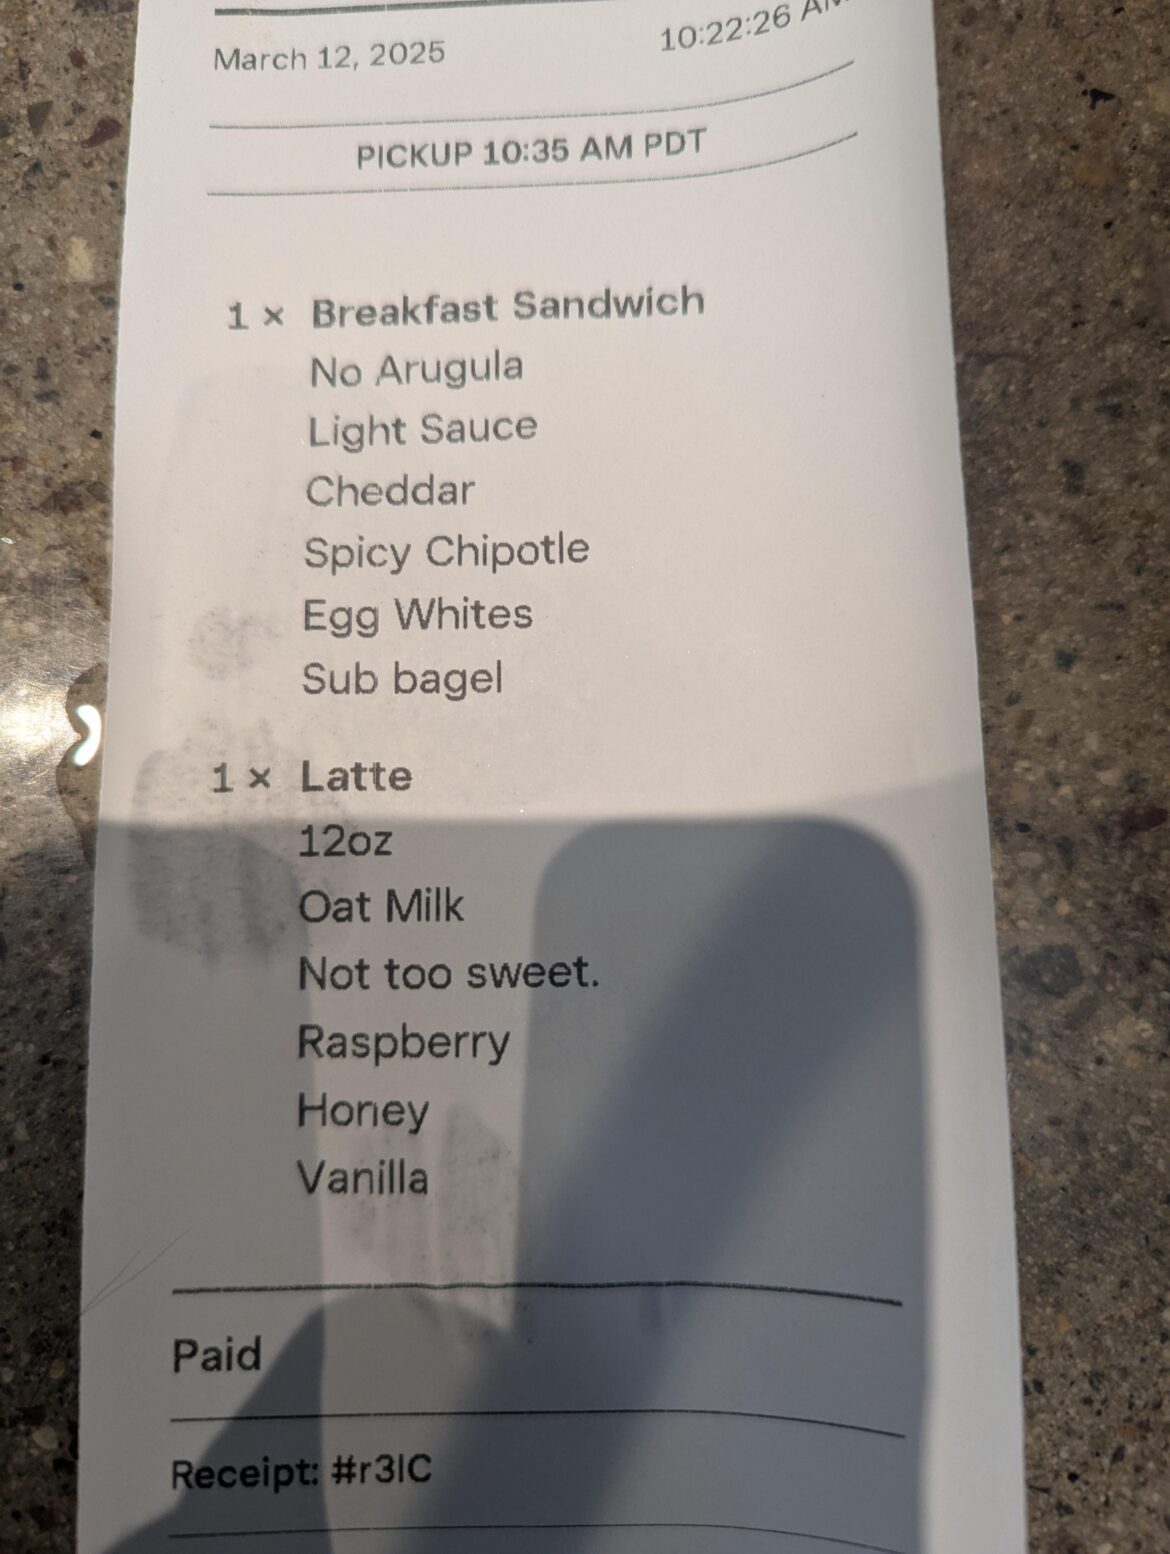 March 12, 2025 10:22:26 AM
PICKUP 10:35 AM PDT
1 × Breakfast Sandwich
No Arugula
Light Sauce
Cheddar
Spicy Chipotle
Egg Whites
Sub bagel
1 × Latte
12oz
Oat Milk
Not too sweet.
Raspberry
Honey
Vanilla
Paid
Receipt: #r3IC